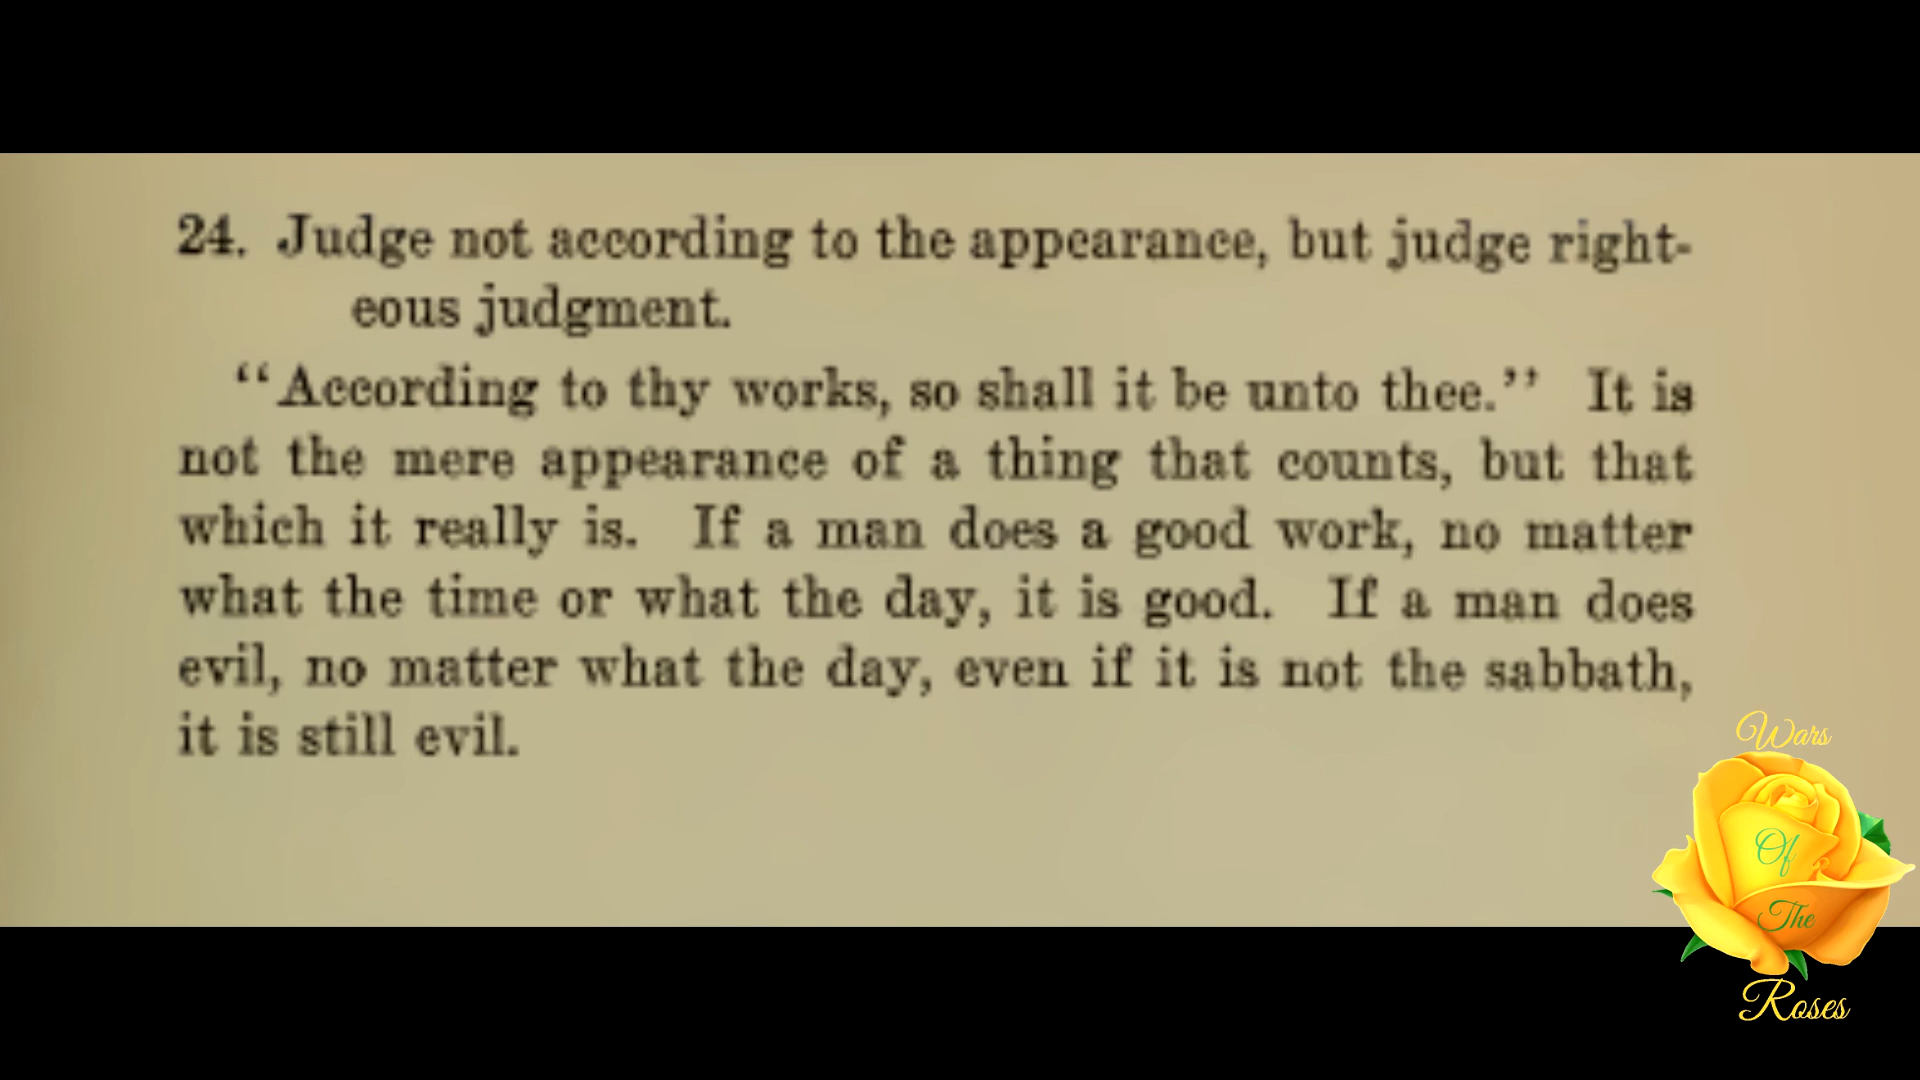 24. Judge not according to the appearance, but judge right-
eous judgment.
“According to thy works, so shall it be unto thee.” It is
not the mere appearance of a thing that counts, but that
which it really is. If a man does a good work, no matter
what the time or what the day, it is good. If a man does
evil, no matter what the day, even if it is not the sabbath,
it is still evil.
Wars
Of
The
Roses